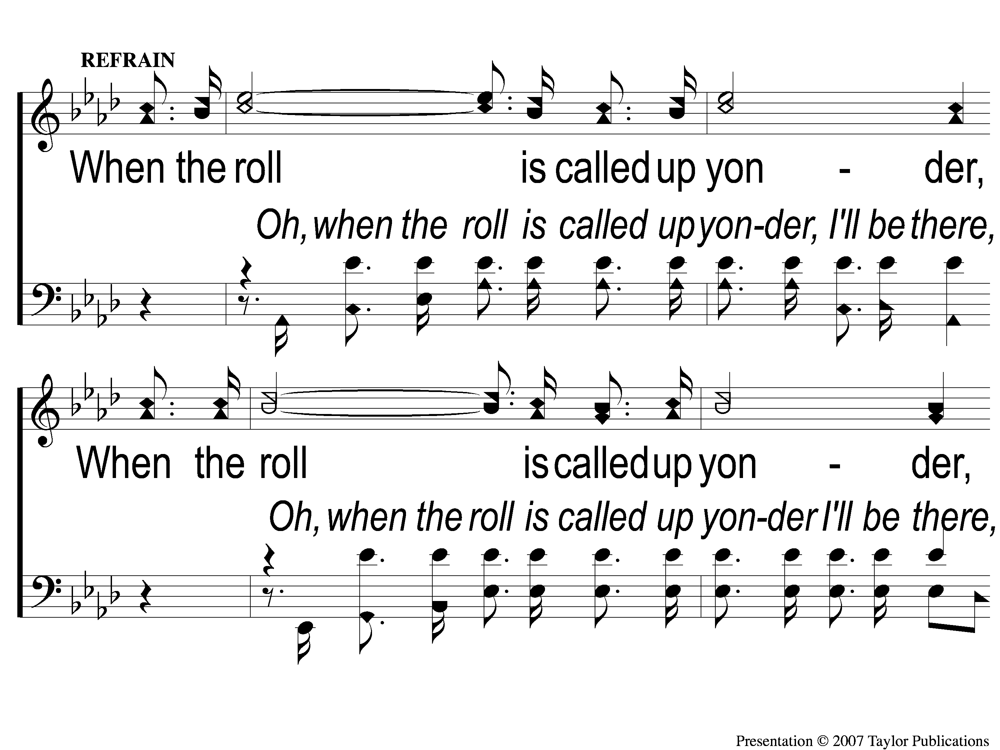 REFRAIN
When the roll is called up yon - der,
Oh, when the roll is called up yon-der, I'll be there,
When the roll is called up yon - der,
Oh, when the roll is called up yon-der I'll be there,
Presentation © 2007 Taylor Publications